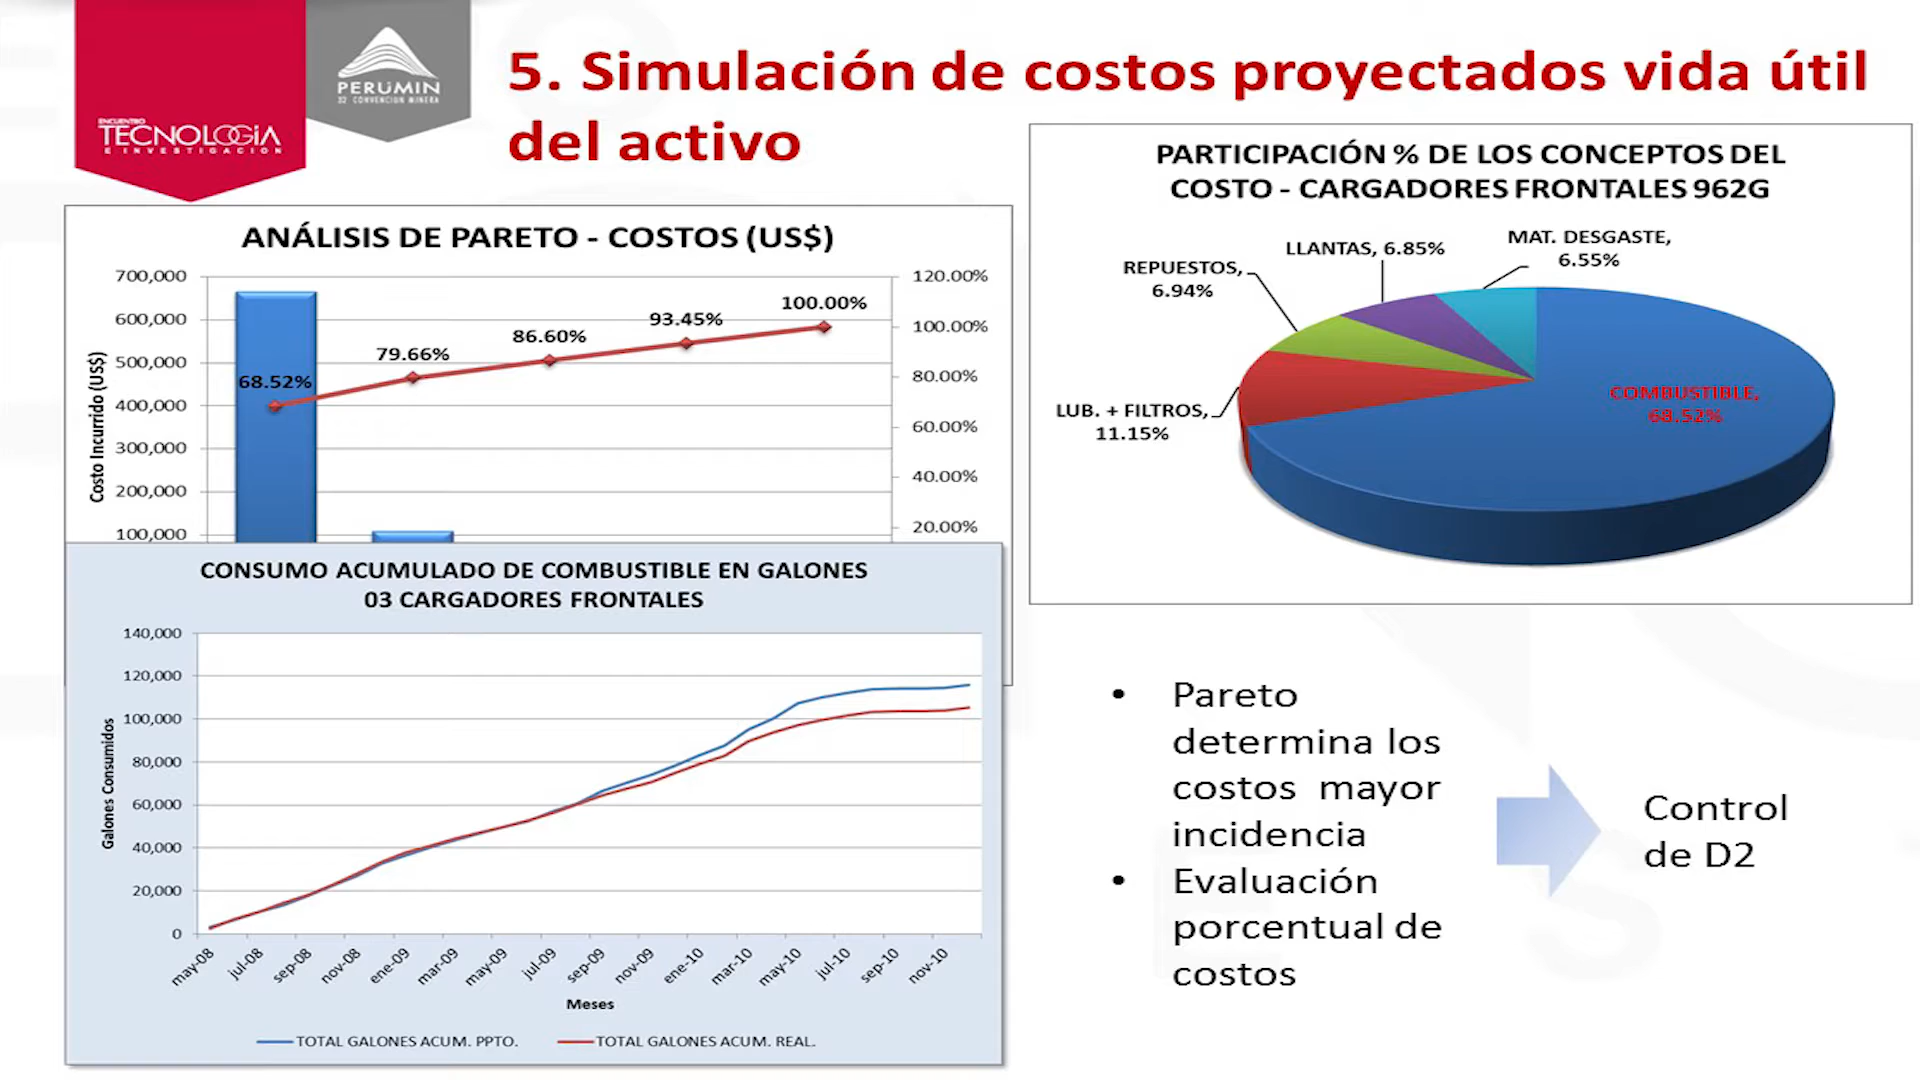 ENCUENTRO
TECNOLOGÍA
E INVESTIGACIÓN
PERUMIN
32 CONVENCIÓN MINERA
5. Simulación de costos proyectados vida útil
del activo
ANÁLISIS DE PARETO - COSTOS (US$)
Costo Incurrido (US$)
700,000
600,000
500,000
400,000
300,000
200,000
100,000
120.00%
100.00%
80.00%
60.00%
40.00%
20.00%
68.52%
79.66%
86.60%
93.45%
100.00%
PARTICIPACIÓN % DE LOS CONCEPTOS DEL
COSTO - CARGADORES FRONTALES 962G
MAT. DESGASTE,
6.55%
LLANTAS, 6.85%
REPUESTOS,
6.94%
LUB. + FILTROS,
11.15%
COMBUSTIBLE,
68.52%
CONSUMO ACUMULADO DE COMBUSTIBLE EN GALONES
03 CARGADORES FRONTALES
Galones Consumidos
140,000
120,000
100,000
80,000
60,000
40,000
20,000
0
may-08
jul-08
sep-08
nov-08
ene-09
mar-09
may-09
jul-09
sep-09
nov-09
ene-10
mar-10
may-10
jul-10
sep-10
nov-10
Meses
TOTAL GALONES ACUM. PPTO.
TOTAL GALONES ACUM. REAL.
• Pareto
determina los
costos mayor
incidencia
• Evaluación
porcentual de
costos
Control
de D2